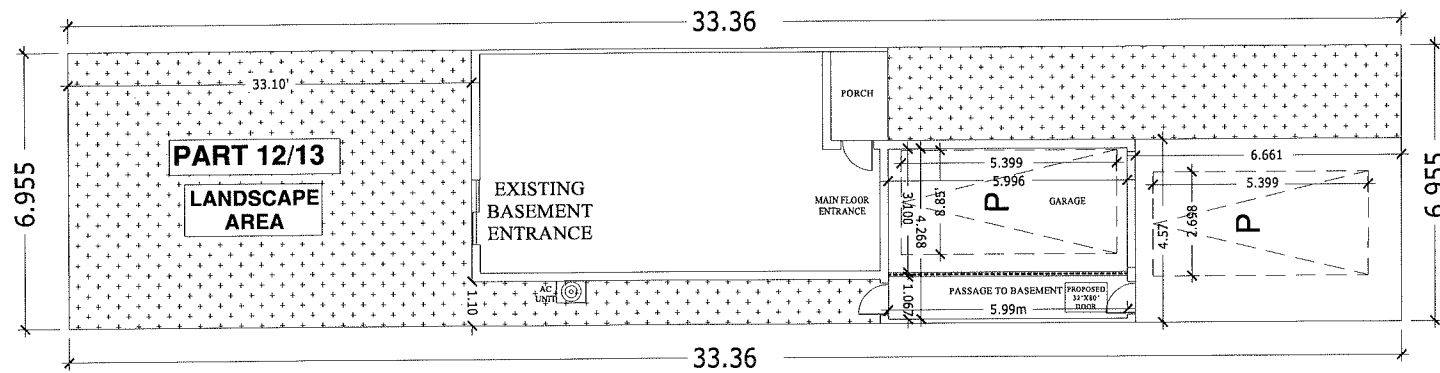 33.36
6.955
33.10'
PART 12/13
LANDSCAPE
AREA
EXISTING
BASEMENT
ENTRANCE
AC
UNIT
1.10
PORCH
MAIN FLOOR
ENTRANCE
5.399
5.996
3.100
4.268
8.85'
P
GARAGE
1.067
PASSAGE TO BASEMENT
5.99m
PROPOSED
32"X80"
DOOR
6.661
5.399
4.57
2.698
P
6.955
33.36